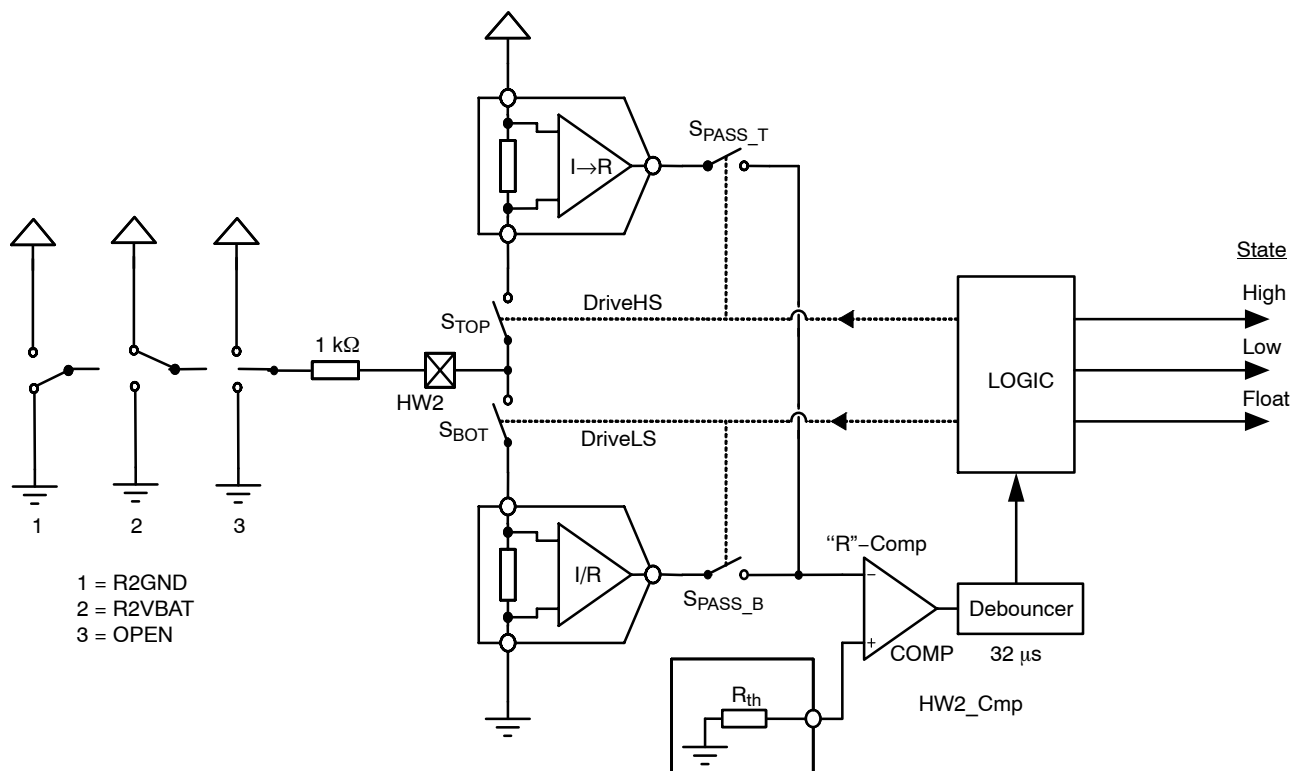 I→R
S_PASS_T
State
High
Low
Float
DriveHS
S_TOP
1 kΩ
HW2
LOGIC
S_BOT
DriveLS
1
2
3
1 = R2GND
2 = R2VBAT
3 = OPEN
I/R
S_PASS_B
“R”−Comp
−
+
COMP
Debouncer
32 μs
R_th
HW2_Cmp